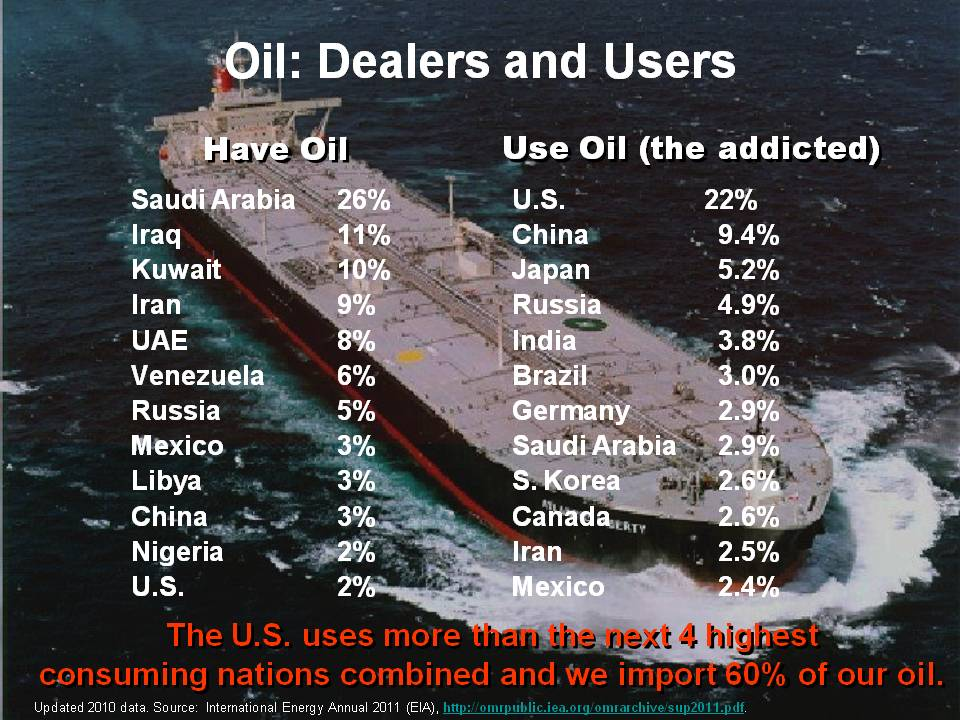 Oil: Dealers and Users
Have Oil
Saudi Arabia 26%
Iraq 11%
Kuwait 10%
Iran 9%
UAE 8%
Venezuela 6%
Russia 5%
Mexico 3%
Libya 3%
China 3%
Nigeria 2%
U.S. 2%
Use Oil (the addicted)
U.S. 22%
China 9.4%
Japan 5.2%
Russia 4.9%
India 3.8%
Brazil 3.0%
Germany 2.9%
Saudi Arabia 2.9%
S. Korea 2.6%
Canada 2.6%
Iran 2.5%
Mexico 2.4%
The U.S. uses more than the next 4 highest
consuming nations combined and we import 60% of our oil.
Updated 2010 data. Source: International Energy Annual 2011 (EIA), http://omrpublic.iea.org/omrarchive/sup2011.pdf.